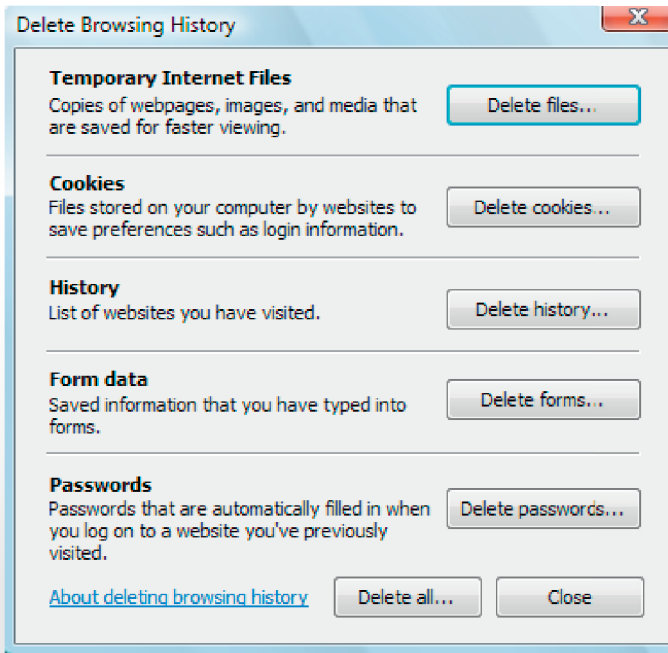 Delete Browsing History
Temporary Internet Files
Copies of webpages, images, and media that
are saved for faster viewing.
Delete files...
Cookies
Files stored on your computer by websites to
save preferences such as login information.
Delete cookies...
History
List of websites you have visited.
Delete history...
Form data
Saved information that you have typed into
forms.
Delete forms...
Passwords
Passwords that are automatically filled in when
you log on to a website you've previously
visited.
Delete passwords...
About deleting browsing history
Delete all...
Close